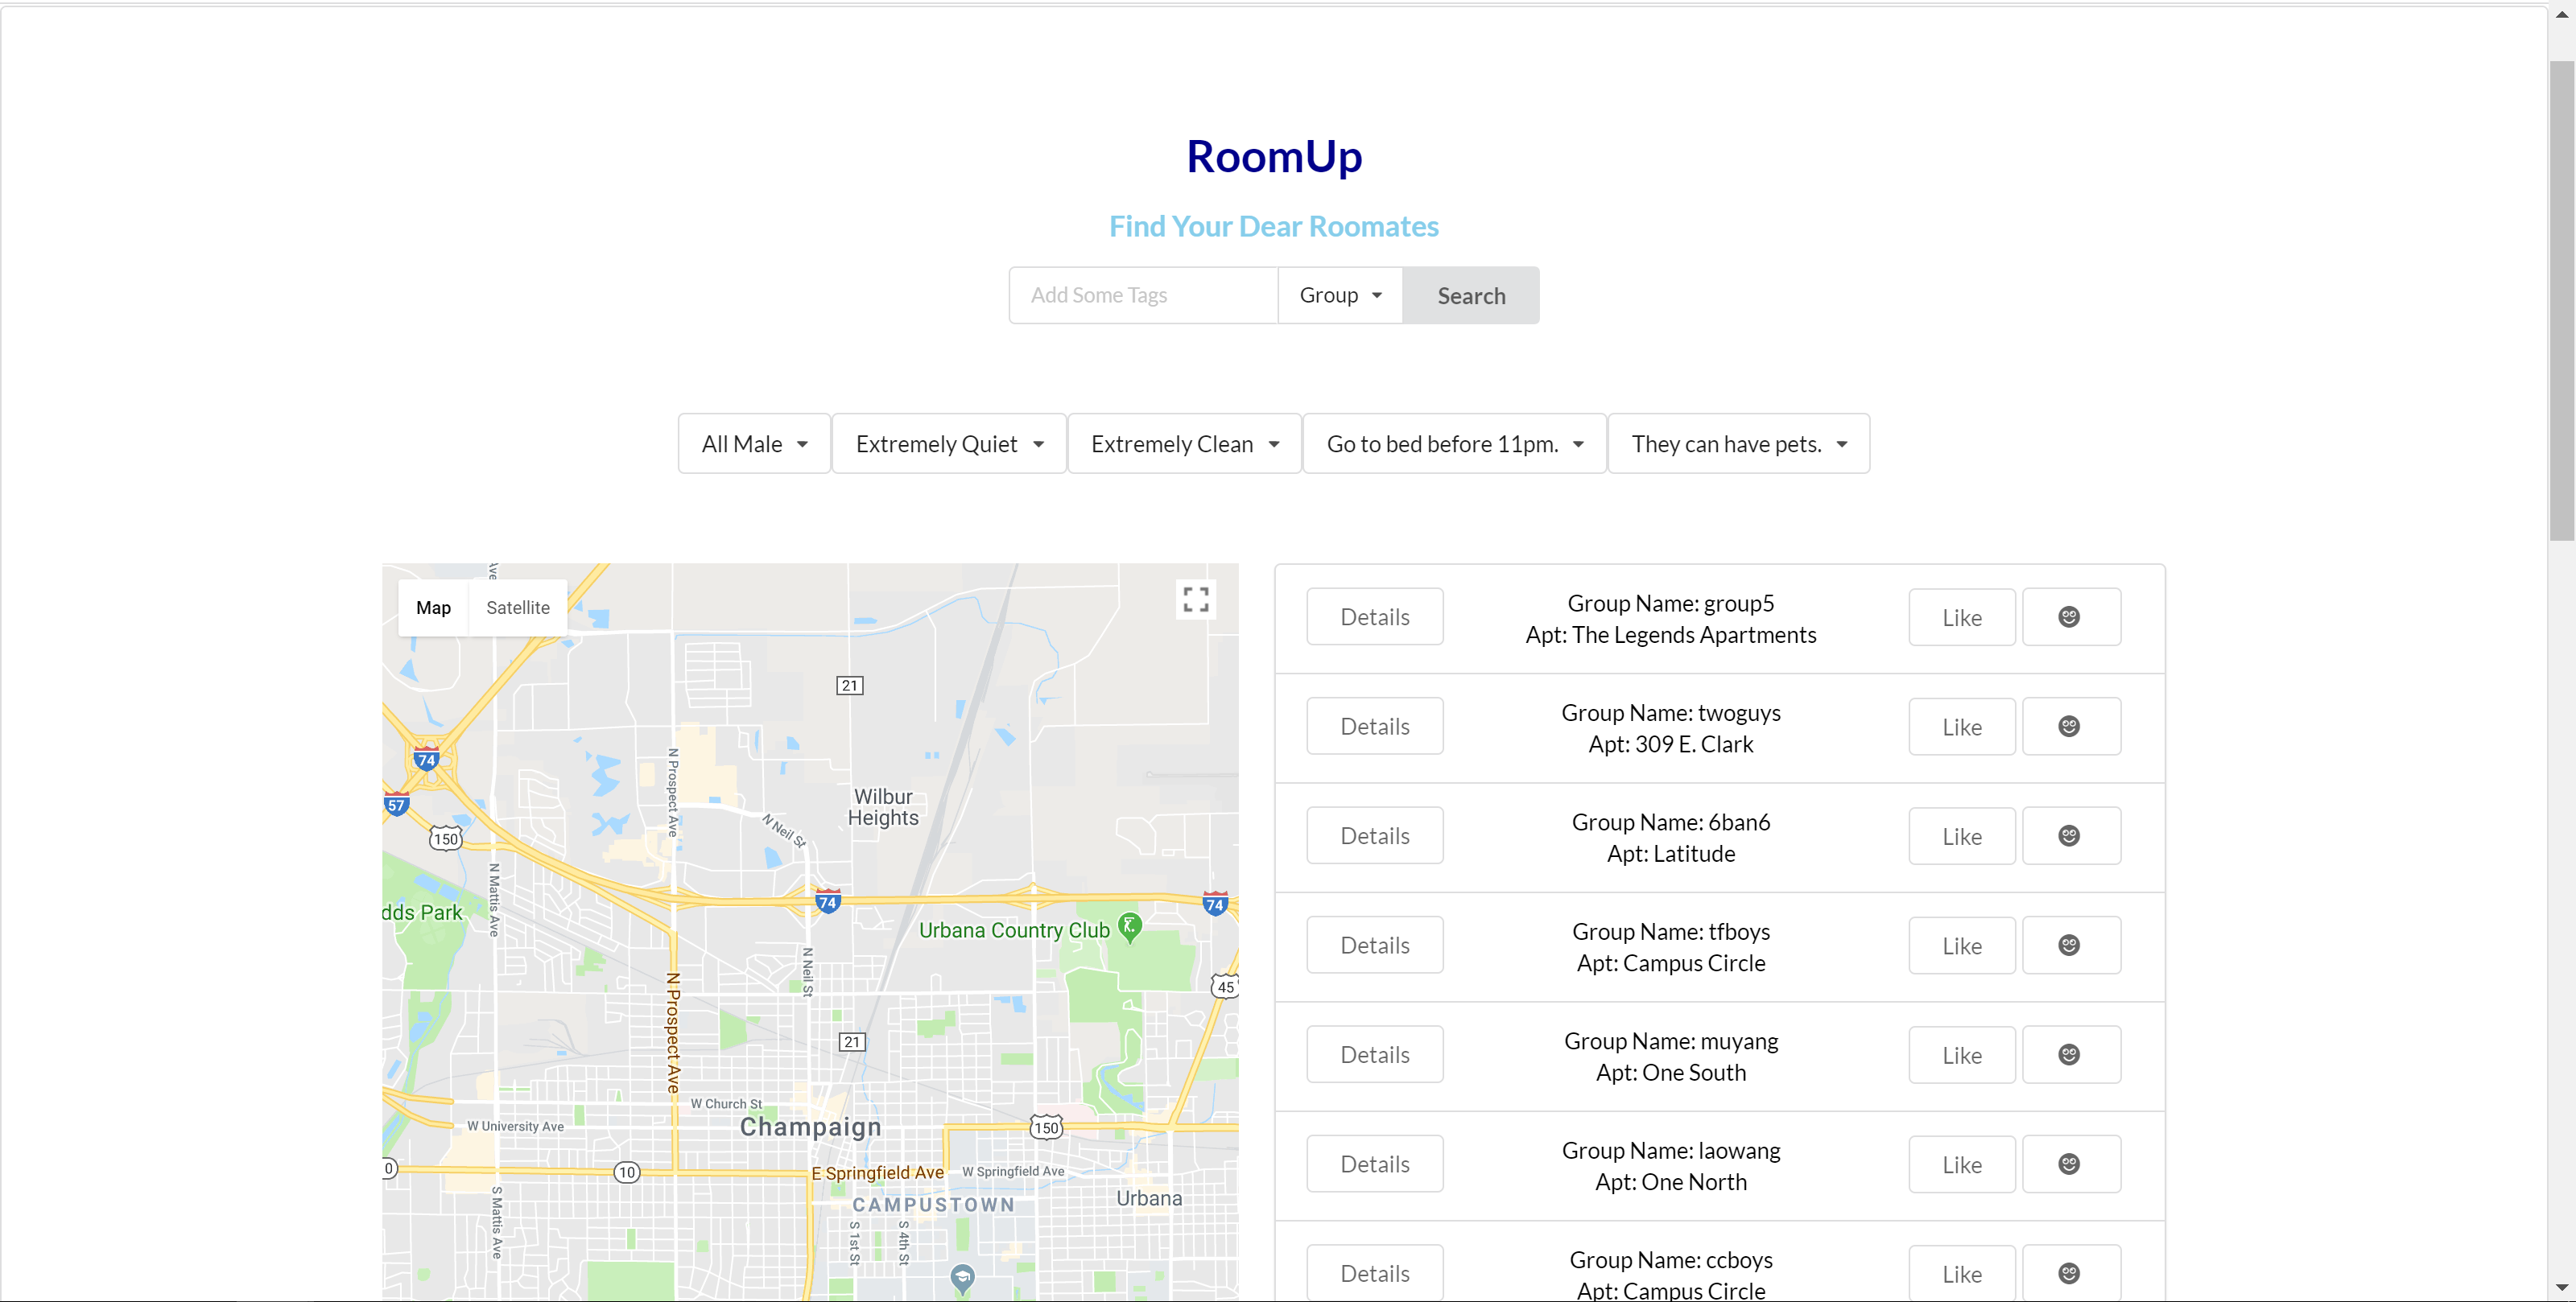 RoomUp
Find Your Dear Roomates
Add Some Tags
Group
Search
All Male
Extremely Quiet
Extremely Clean
Go to bed before 11pm.
They can have pets.
Map
Satellite
Ave
21
74
57
150
N Prospect Ave
Wilbur
Heights
N Neil St
N Mattis Ave
dds Park
74
74
Urbana Country Club
N Neil St
45
N Prospect Ave
21
W Church St
Champaign
W University Ave
150
0
10
E Springfield Ave
W Springfield Ave
CAMPUSTOWN
Urbana
S Mattis Ave
S 1st St
S 4th St
Details
Group Name: group5
Apt: The Legends Apartments
Like
Details
Group Name: twoguys
Apt: 309 E. Clark
Like
Details
Group Name: 6ban6
Apt: Latitude
Like
Details
Group Name: tfboys
Apt: Campus Circle
Like
Details
Group Name: muyang
Apt: One South
Like
Details
Group Name: laowang
Apt: One North
Like
Details
Group Name: ccboys
Apt: Campus Circle
Like